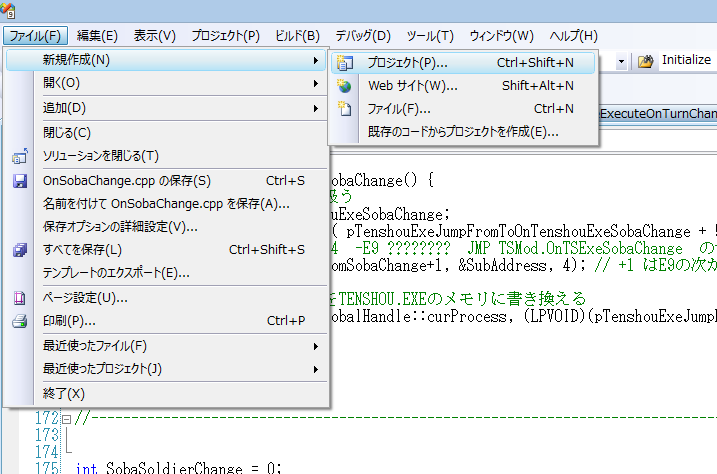 ファイル(F) 編集(E) 表示(V) プロジェクト(P) ビルド(B) デバッグ(D) ツール(T) ウィンドウ(W) ヘルプ(H)
新規作成(N)
プロジェクト(P)... Ctrl+Shift+N
Initialize
開く(O)
Web サイト(W)... Shift+Alt+N
追加(D)
ファイル(F)... Ctrl+N
ExecuteOnTurnChan
閉じる(C)
既存のコードからプロジェクトを作成(E)...
ソリューションを閉じる(T)
OnSobaChange.cpp の保存(S) Ctrl+S
obaChange() {
名前を付けて OnSobaChange.cpp を保存(A)...
う
保存オプションの詳細設定(V)...
uExeSobaChange;
( pTenshouExeJumpFromToOnTenshouExeSobaChange +
すべてを保存(L) Ctrl+Shift+S
4 -E9 ???????? JMP TSMod.OnTSExeSobaChange の
テンプレートのエクスポート(E)...
omSobaChange+1, &SubAddress, 4); // +1 はE9の次か
ページ設定(U)...
をTENSHOU.EXEのメモリに書き換える
印刷(P)... Ctrl+P
obalHandle::curProcess, (LPVOID)(pTenshouExeJumpF
最近使ったファイル(F)
最近使ったプロジェクト(J)
終了(X)
172 //----------------------------------------------------------------
173
174
175 int SobaSoldierChange = 0;